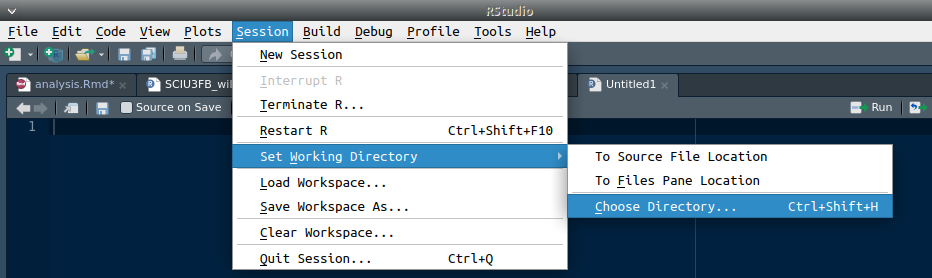 RStudio
File Edit Code View Plots Session Build Debug Profile Tools Help
New Session
Interrupt R
Terminate R...
Restart R Ctrl+Shift+F10
Set Working Directory
Load Workspace...
Save Workspace As...
Clear Workspace...
Quit Session... Ctrl+Q
To Source File Location
To Files Pane Location
Choose Directory... Ctrl+Shift+H
analysis.Rmd* SCIU3FB_wil Untitled1
Source on Save Run
1